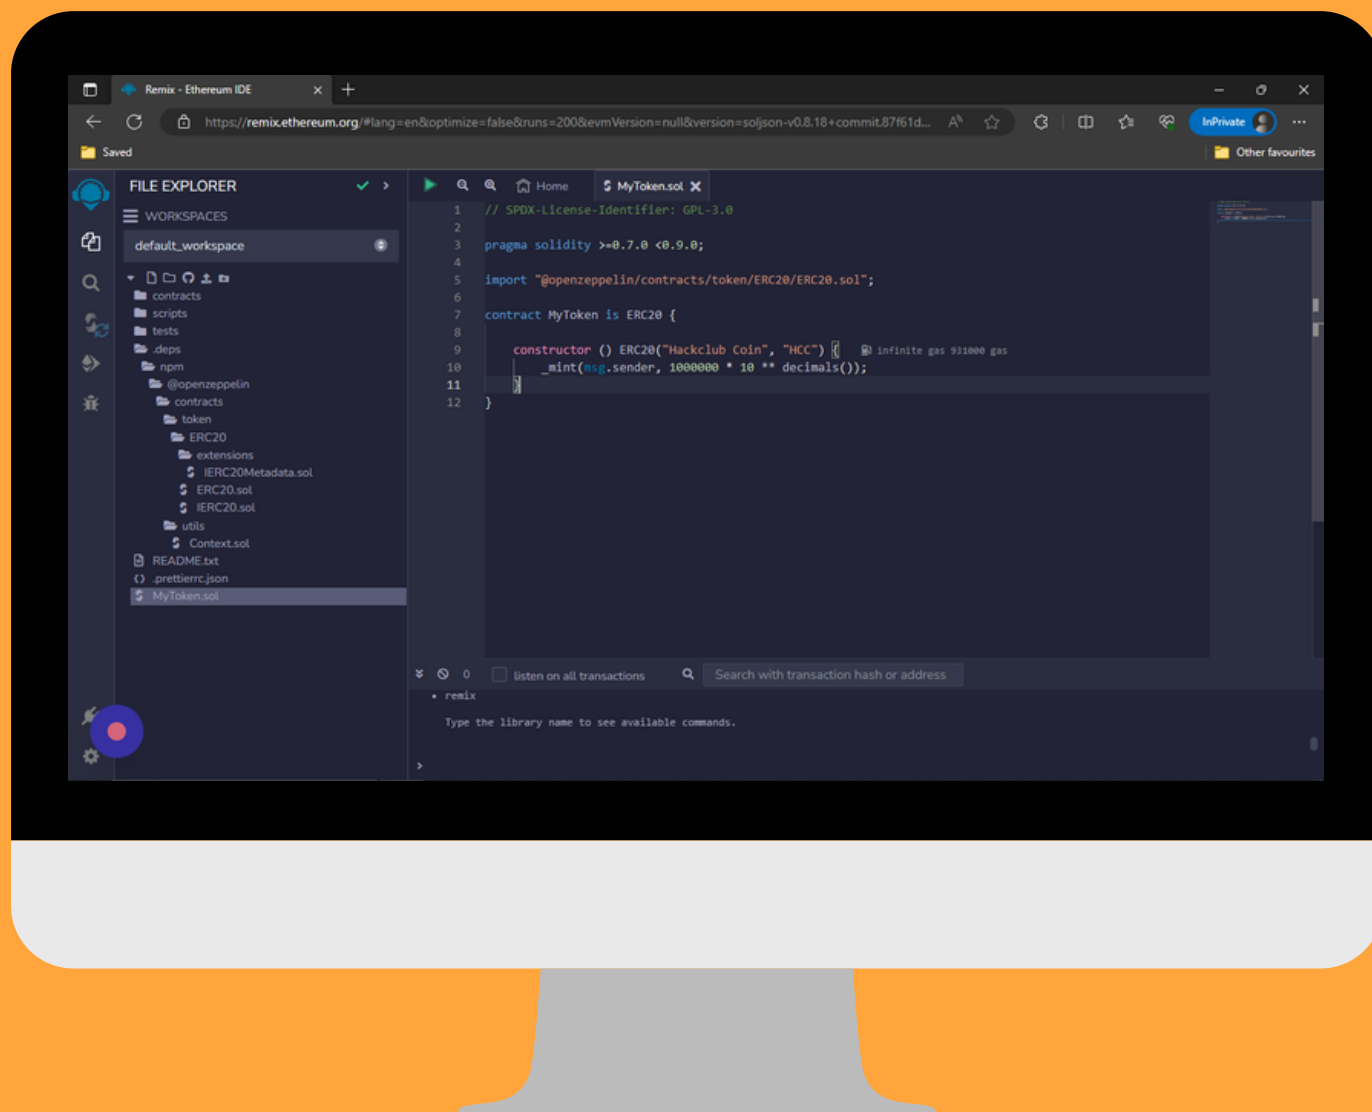 Remix - Ethereum IDE
https://remix.ethereum.org/#lang=en&optimize=false&runs=200&evmVersion=null&version=soljson-v0.8.18+commit.87f61d...
InPrivate
Saved
Other favourites
FILE EXPLORER
WORKSPACES
default_workspace
contracts
scripts
tests
.deps
npm
@openzeppelin
contracts
token
ERC20
extensions
IERC20Metadata.sol
ERC20.sol
IERC20.sol
utils
Context.sol
README.txt
.prettierrc.json
MyToken.sol
Home
MyToken.sol
1 // SPDX-License-Identifier: GPL-3.0
2
3 pragma solidity >=0.7.0 <0.9.0;
4
5 import "@openzeppelin/contracts/token/ERC20/ERC20.sol";
6
7 contract MyToken is ERC20 {
8
9 constructor () ERC20("Hackclub Coin", "HCC") { infinite gas 931000 gas
10 _mint(msg.sender, 1000000 * 10 ** decimals());
11 }
12 }
0 listen on all transactions Search with transaction hash or address
• remix
Type the library name to see available commands.
>